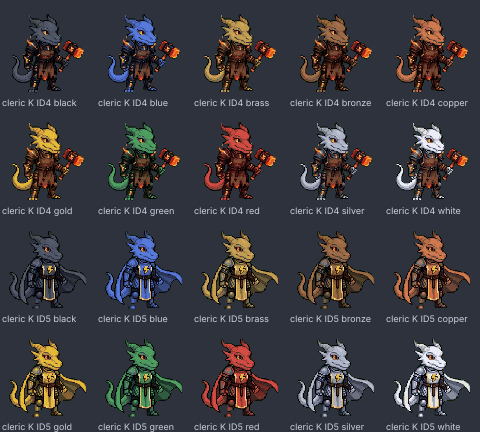 cleric K ID4 black
cleric K ID4 blue
cleric K ID4 brass
cleric K ID4 bronze
cleric K ID4 copper
cleric K ID4 gold
cleric K ID4 green
cleric K ID4 red
cleric K ID4 silver
cleric K ID4 white
cleric K ID5 black
cleric K ID5 blue
cleric K ID5 brass
cleric K ID5 bronze
cleric K ID5 copper
cleric K ID5 gold
cleric K ID5 green
cleric K ID5 red
cleric K ID5 silver
cleric K ID5 white